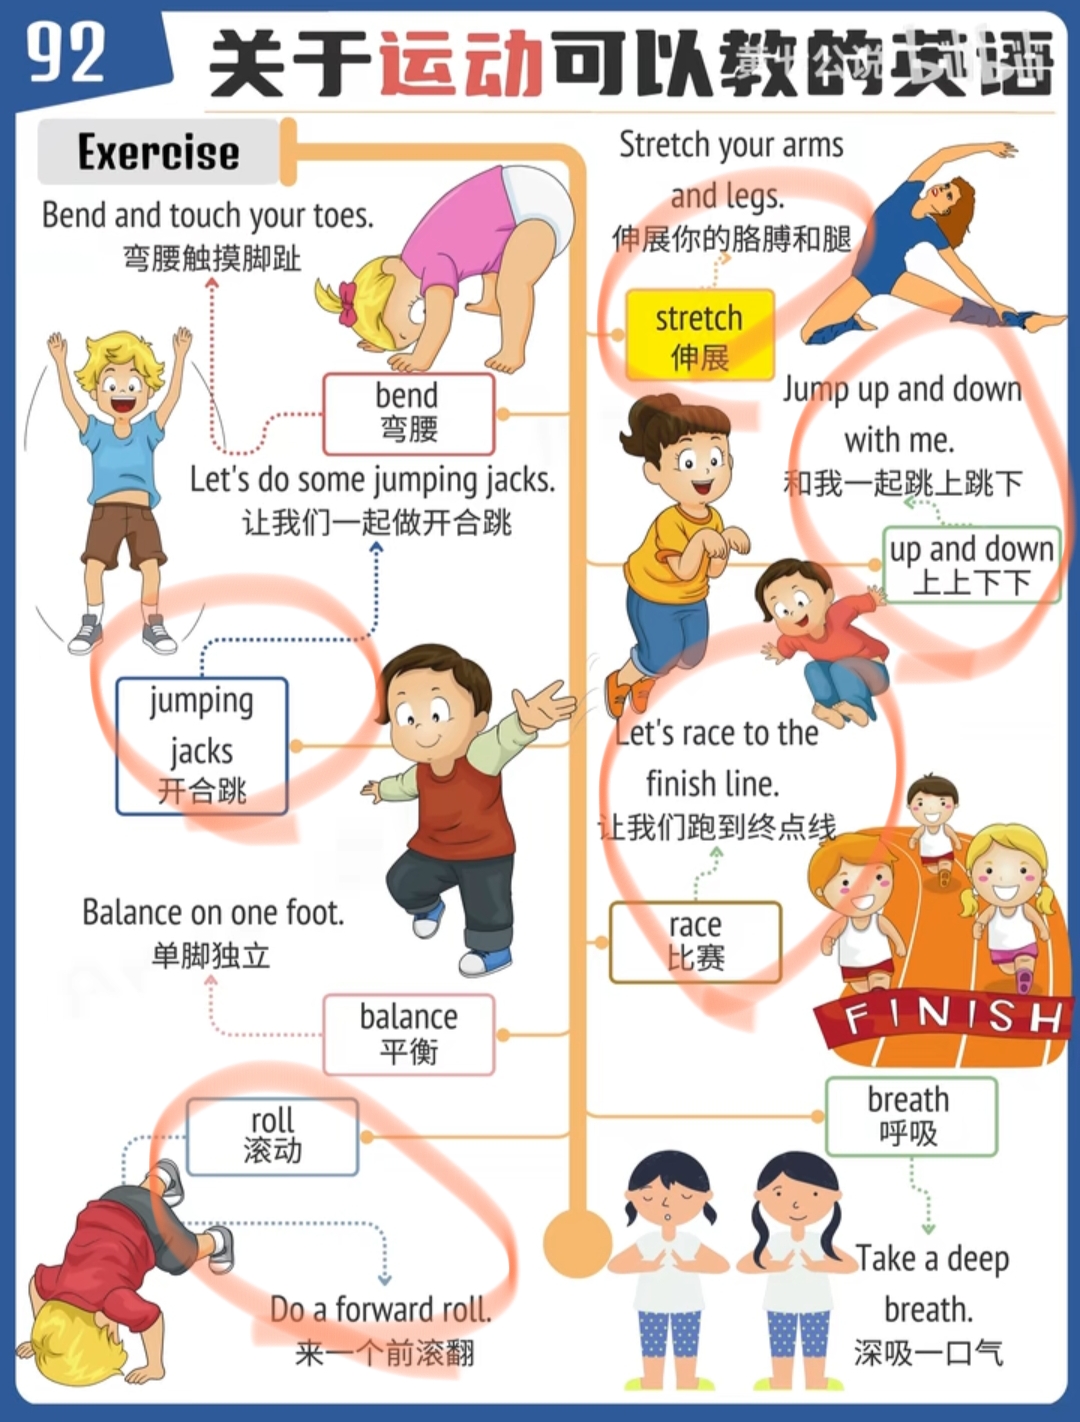 92
关于运动可以教的英语
Exercise
Bend and touch your toes.
弯腰触摸脚趾
bend
弯腰
Let's do some jumping jacks.
让我们一起做开合跳
jumping
jacks
开合跳
Balance on one foot.
单脚独立
balance
平衡
roll
滚动
Do a forward roll.
来一个前滚翻
Stretch your arms
and legs.
伸展你的胳膊和腿
stretch
伸展
Jump up and down
with me.
和我一起跳上跳下
up and down
上上下下
Let's race to the
finish line.
让我们跑到终点线
race
比赛
FINISH
breath
呼吸
Take a deep
breath.
深吸一口气